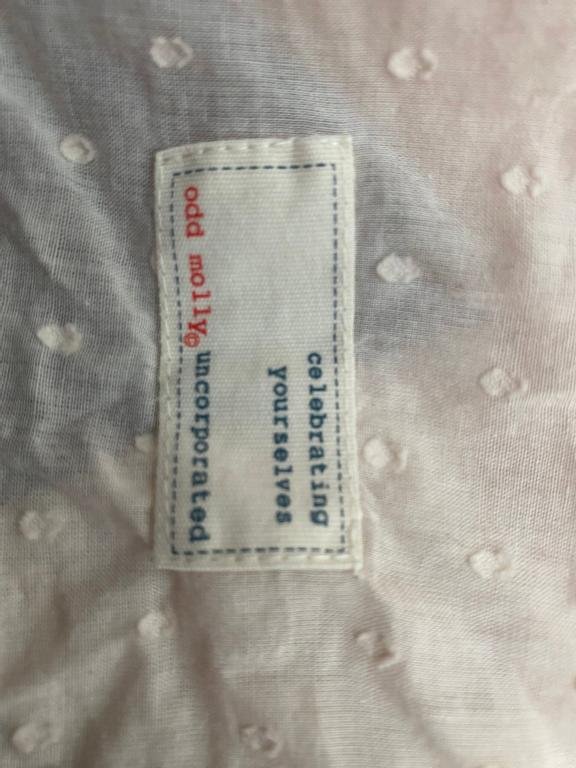 celebrating
yourselves
odd molly©uncorporated